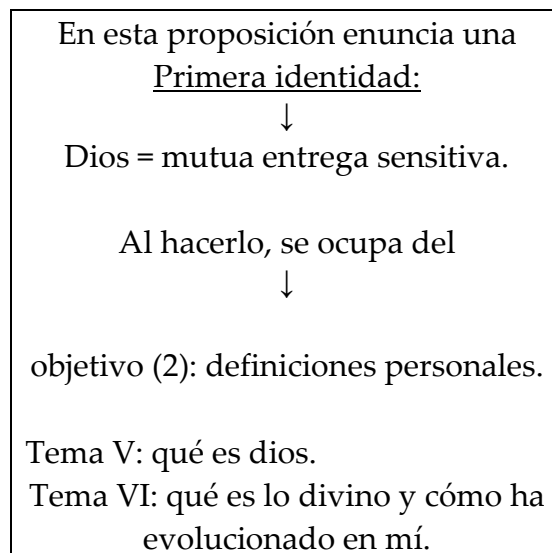 En esta proposición enuncia una
Primera identidad:
↓
Dios = mutua entrega sensitiva.
Al hacerlo, se ocupa del
↓
objetivo (2): definiciones personales.
Tema V: qué es dios.
Tema VI: qué es lo divino y cómo ha
evolucionado en mí.